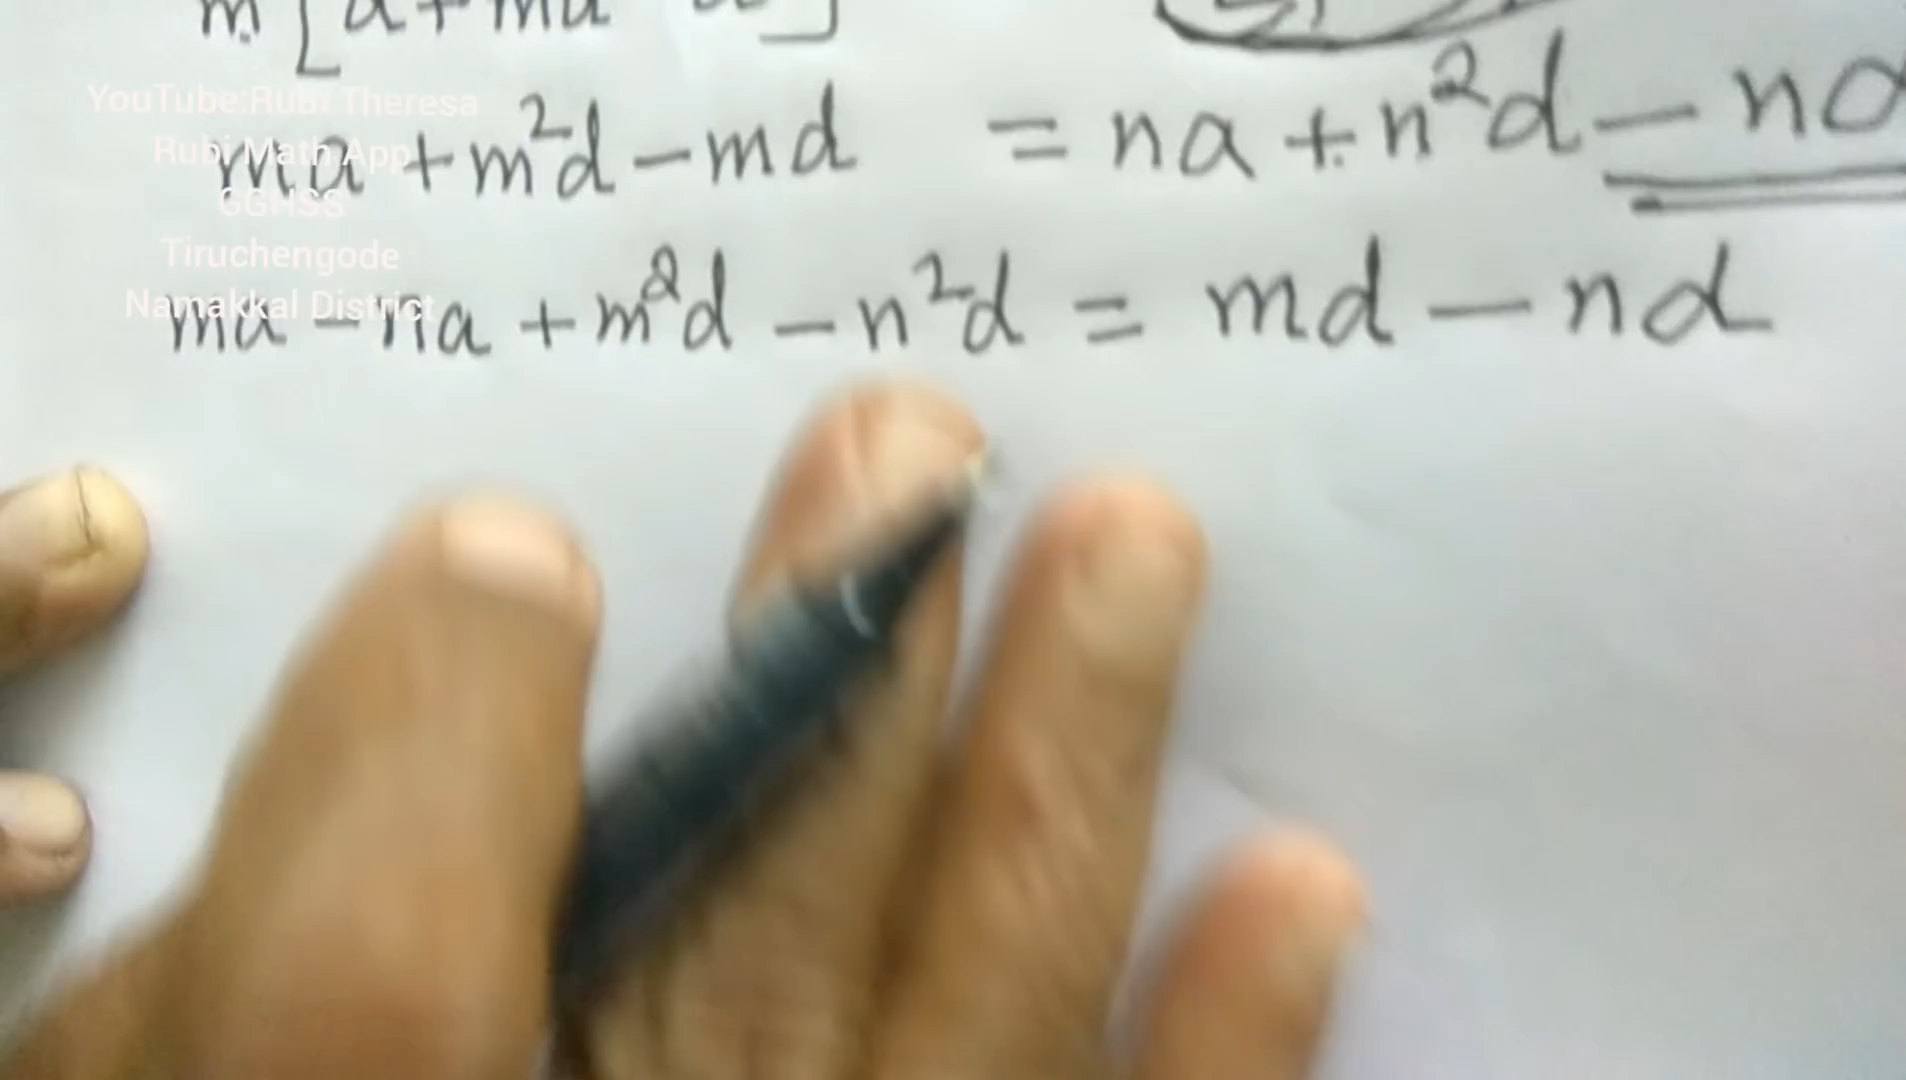 m [a + md - d]
YouTube:Rubi Theresa
Rubi Math App
GGHSS
Tiruchengode
Namakkal District
ma + m²d - md = na + n²d - nd
ma - na + m²d - n²d = md - nd